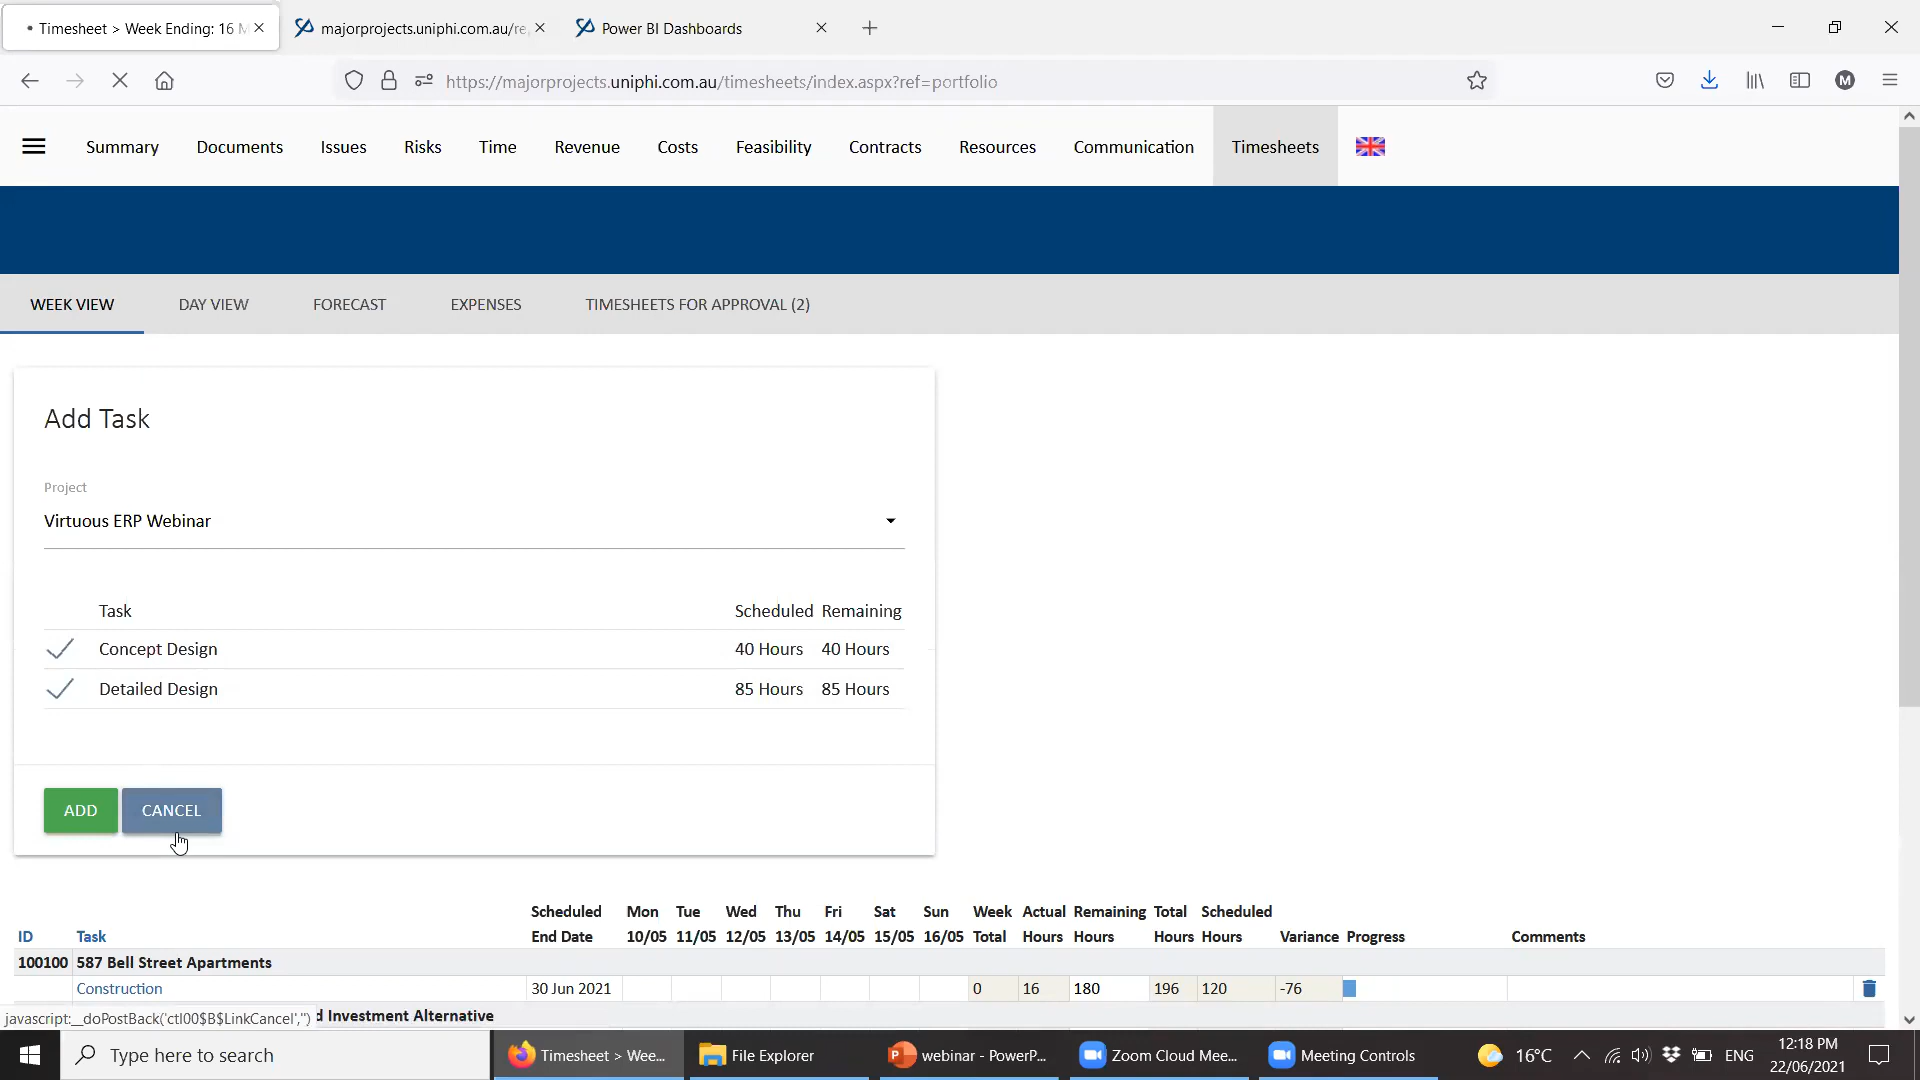 Timesheet > Week Ending: 16 M
majorprojects.uniphi.com.au/re
Power BI Dashboards
https://majorprojects.uniphi.com.au/timesheets/index.aspx?ref=portfolio
M
Summary
Documents
Issues
Risks
Time
Revenue
Costs
Feasibility
Contracts
Resources
Communication
Timesheets
WEEK VIEW
DAY VIEW
FORECAST
EXPENSES
TIMESHEETS FOR APPROVAL (2)
Add Task
Project
Virtuous ERP Webinar
Task Scheduled Remaining
Concept Design 40 Hours 40 Hours
Detailed Design 85 Hours 85 Hours
ADD CANCEL
Scheduled Mon Tue Wed Thu Fri Sat Sun Week Actual Remaining Total Scheduled
ID Task End Date 10/05 11/05 12/05 13/05 14/05 15/05 16/05 Total Hours Hours Hours Hours Variance Progress Comments
100100 587 Bell Street Apartments
Construction 30 Jun 2021 0 16 180 196 120 -76
javascript:__doPostBack('ctl00$B$LinkCancel','') d Investment Alternative
Type here to search
Timesheet > Wee...
File Explorer
webinar - PowerP...
Zoom Cloud Mee...
Meeting Controls
16°C
ENG
12:18 PM
22/06/2021